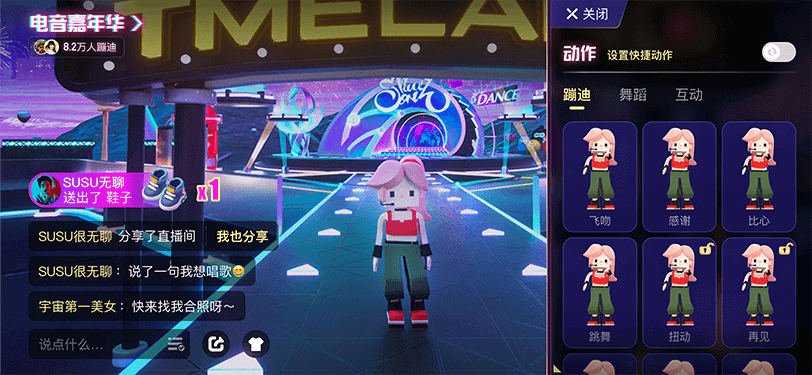 电音嘉年华
8.2万人蹦迪
TMELA
DANCE
SUSU无聊
送出了 鞋子
x1
SUSU很无聊 分享了直播间 我也分享
SUSU很无聊：说了一句我想唱歌😄
宇宙第一美女：快来找我合照呀～
说点什么...
关闭
动作 设置快捷动作
蹦迪 舞蹈 互动
飞吻 感谢 比心
跳舞 扭动 再见